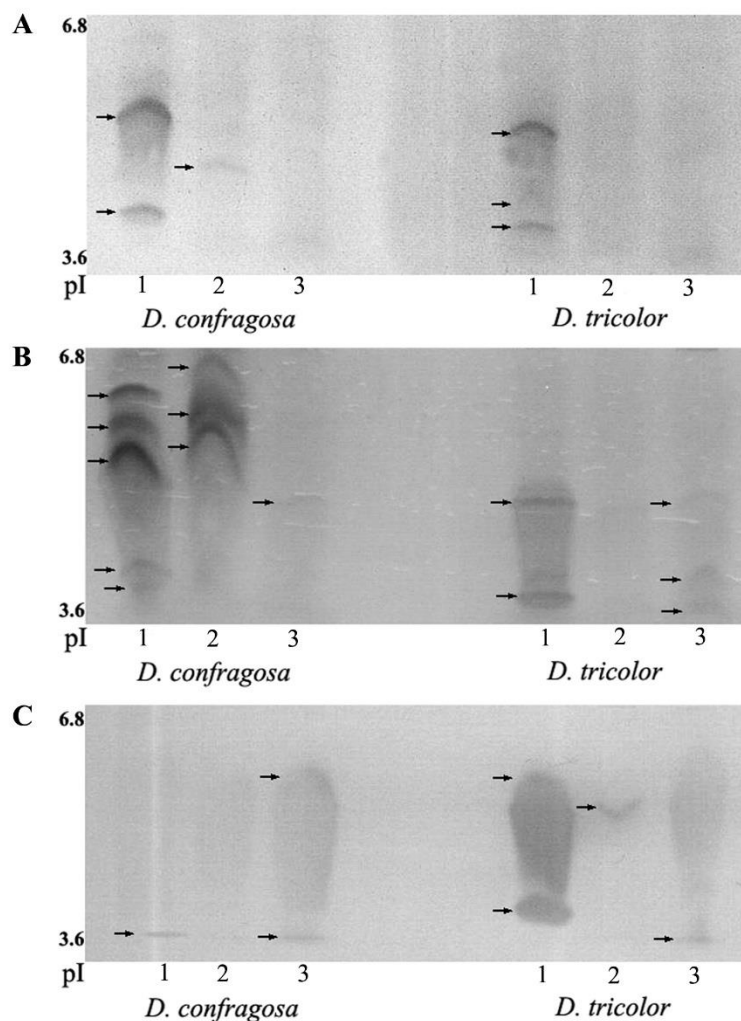 A
6.8
3.6
pI 1 2 3 1 2 3
D. confragosa D. tricolor
B
6.8
3.6
pI 1 2 3 1 2 3
D. confragosa D. tricolor
C
6.8
3.6
pI 1 2 3 1 2 3
D. confragosa D. tricolor